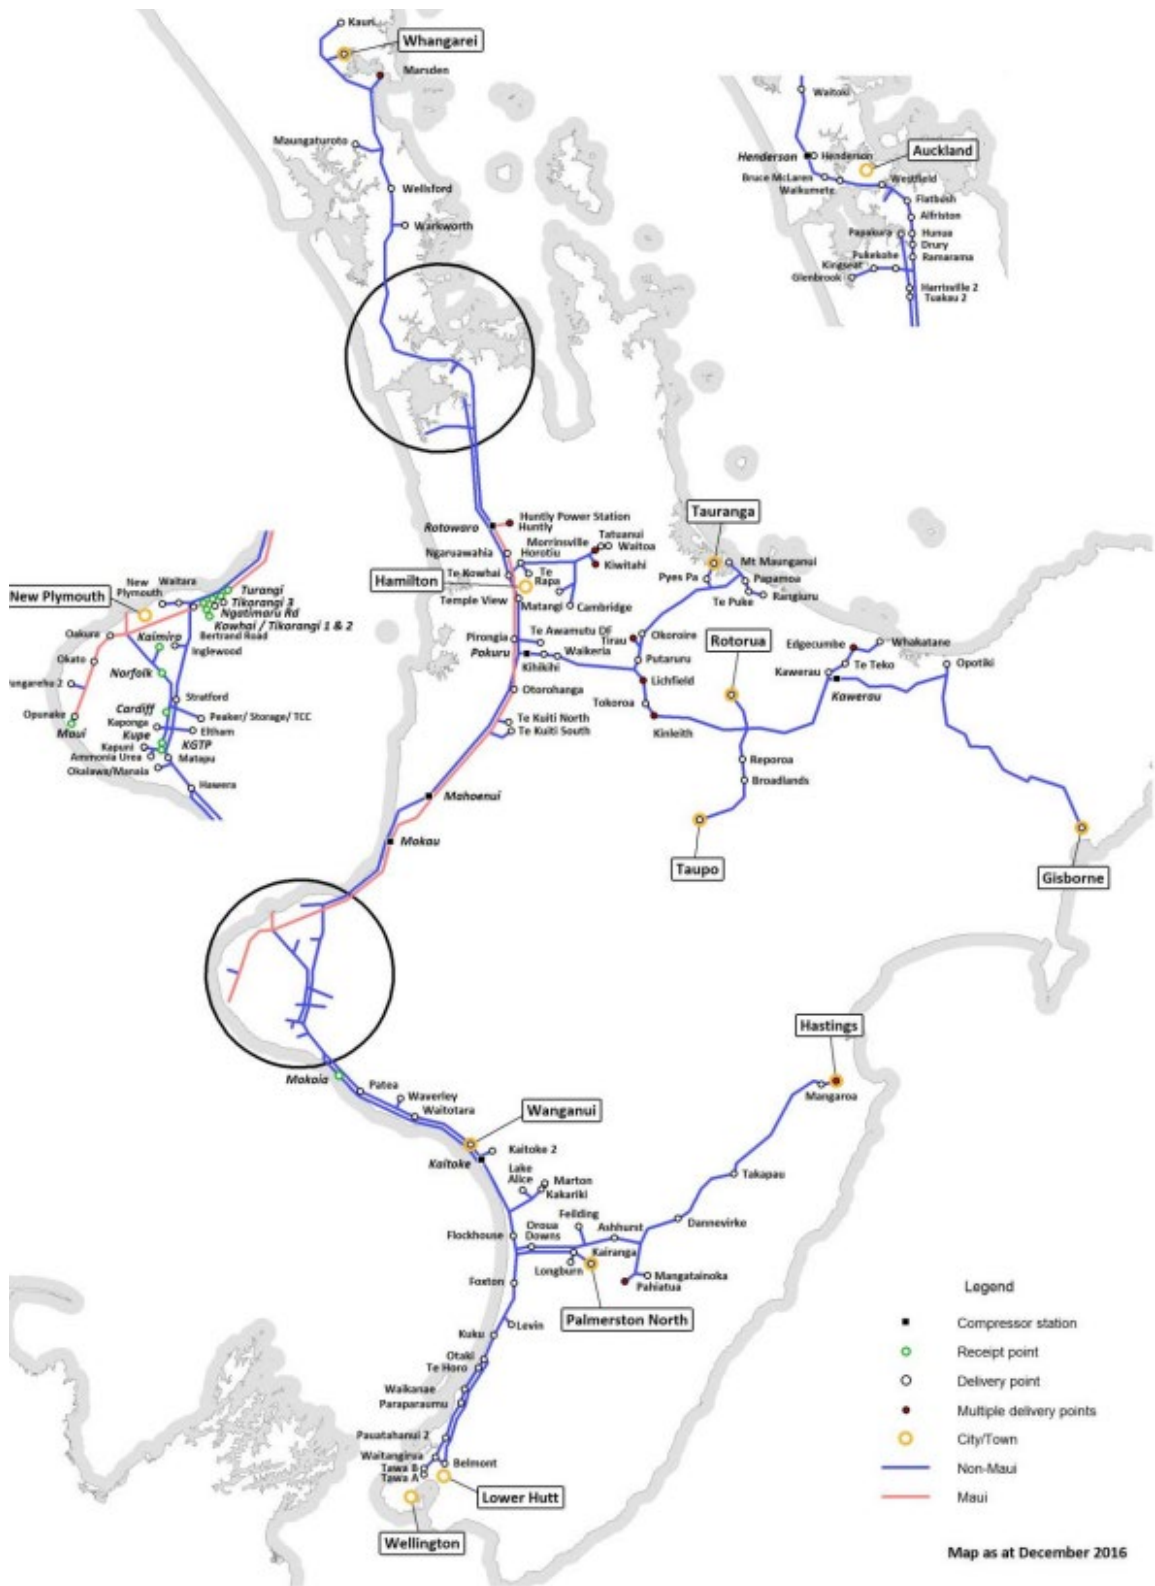 Kauri
Whangarei
Marsden
Maungaturoto
Wellsford
Warkworth
Waitoki
Henderson
Henderson
Auckland
Bruce McLaren
Waikumete
Westfield
Flatbush
Alfriston
Papakura
Hunua
Drury
Pukekohe
Ramarama
Kingseat
Glenbrook
Harrisville 2
Tuakau 2
Rotowaro
Huntly Power Station
Huntly
Tatuanui
Morrinsville
Waitoa
Ngaruawahia
Horotiu
Kiwitahi
Te Kowhai
Te
Rapa
Hamilton
Temple View
Matangi
Cambridge
Tauranga
Mt Maunganui
Pyes Pa
Papamoa
Te Puke
Rangiuru
Pirongia
Te Awamutu DF
Tirau
Okoroire
Pokuru
Kihikihi
Waikeria
Putaruru
Rotorua
Edgecumbe
Whakatane
Te Teko
Opotiki
Kawerau
Kawerau
Lichfield
Otorohanga
Tokoroa
Kinleith
Te Kuiti North
Te Kuiti South
Reporoa
Broadlands
Mahoenui
Mokau
Taupo
Gisborne
New Plymouth
New
Plymouth
Waitara
Turangi
Tikorangi 3
Ngatimaru Rd
Kowhai / Tikorangi 1 & 2
Oakura
Kaimiro
Bertrand Road
Inglewood
Okato
Norfolk
ungarehu 2
Stratford
Opunake
Cardiff
Peaker/ Storage/ TCC
Maui
Kaponga
Eltham
Kupe
KGTP
Kapuni
Ammonia Urea
Matapu
Okaiawa/Manaia
Hawera
Hastings
Mokoia
Patea
Waverley
Waitotara
Mangaroa
Wanganui
Kaitoke 2
Kaitoke
Lake
Alice
Marton
Kakariki
Takapau
Feilding
Dannevirke
Flockhouse
Oroua
Downs
Ashhurst
Kairanga
Longburn
Mangatainoka
Pahiatua
Foxton
Palmerston North
Levin
Kuku
Otaki
Te Horo
Waikanae
Paraparaumu
Pauatahanui 2
Waitangirua
Tawa B
Tawa A
Belmont
Lower Hutt
Wellington
Legend
Compressor station
Receipt point
Delivery point
Multiple delivery points
City/Town
Non-Maui
Maui
Map as at December 2016